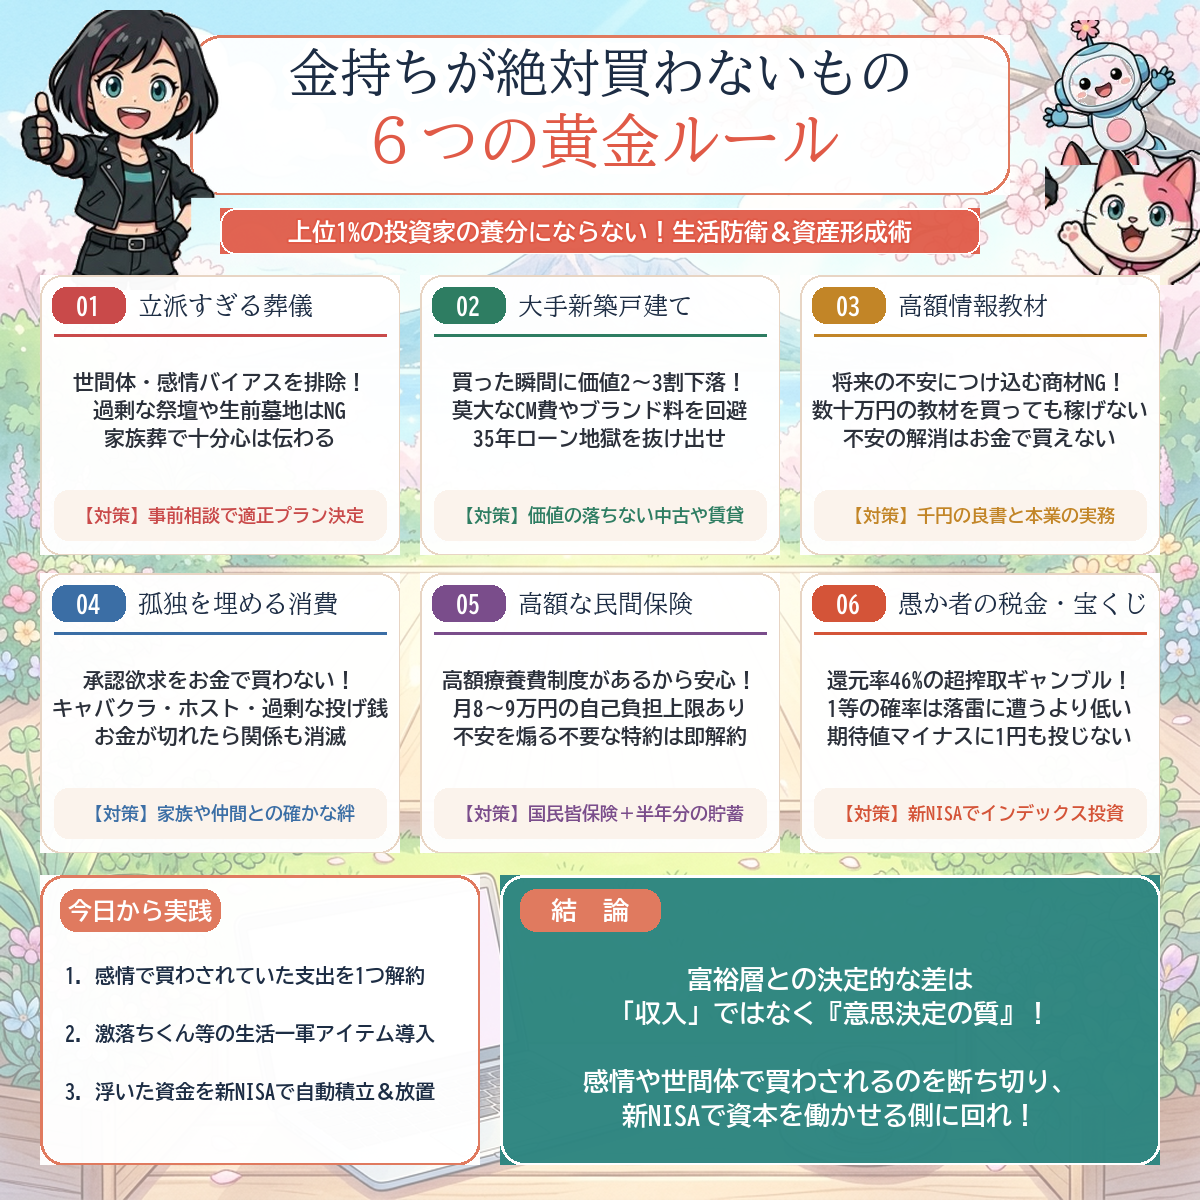 金持ちが絶対買わないもの
６つの黄金ルール
上位1%の投資家の養分にならない！生活防衛＆資産形成術
01 立派すぎる葬儀
世間体・感情バイアスを排除！
過剰な祭壇や生前墓地はNG
家族葬で十分心は伝わる
【対策】事前相談で適正プラン決定
02 大手新築戸建て
買った瞬間に価値2～3割下落！
莫大なCM費やブランド料を回避
35年ローン地獄を抜け出せ
【対策】価値の落ちない中古や賃貸
03 高額情報教材
将来の不安につけ込む商材NG！
数十万円の教材を買っても稼げない
不安の解消はお金で買えない
【対策】千円の良書と本業の実務
04 孤独を埋める消費
承認欲求をお金で買わない！
キャバクラ・ホスト・過剰な投げ銭
お金が切れたら関係も消滅
【対策】家族や仲間との確かな絆
05 高額な民間保険
高額療養費制度があるから安心！
月8～9万円の自己負担上限あり
不安を煽る不要な特約は即解約
【対策】国民皆保険＋半年分の貯蓄
06 愚か者の税金・宝くじ
還元率46%の超搾取ギャンブル！
1等の確率は落雷に遭うより低い
期待値マイナスに1円も投じない
【対策】新NISAでインデックス投資
今日から実践
1. 感情で買わされていた支出を1つ解約
2. 激落ちくん等の生活一軍アイテム導入
3. 浮いた資金を新NISAで自動積立＆放置
結　論
富裕層との決定的な差は
「収入」ではなく『意思決定の質』！
感情や世間体で買わされるのを断ち切り、
新NISAで資本を働かせる側に回れ！